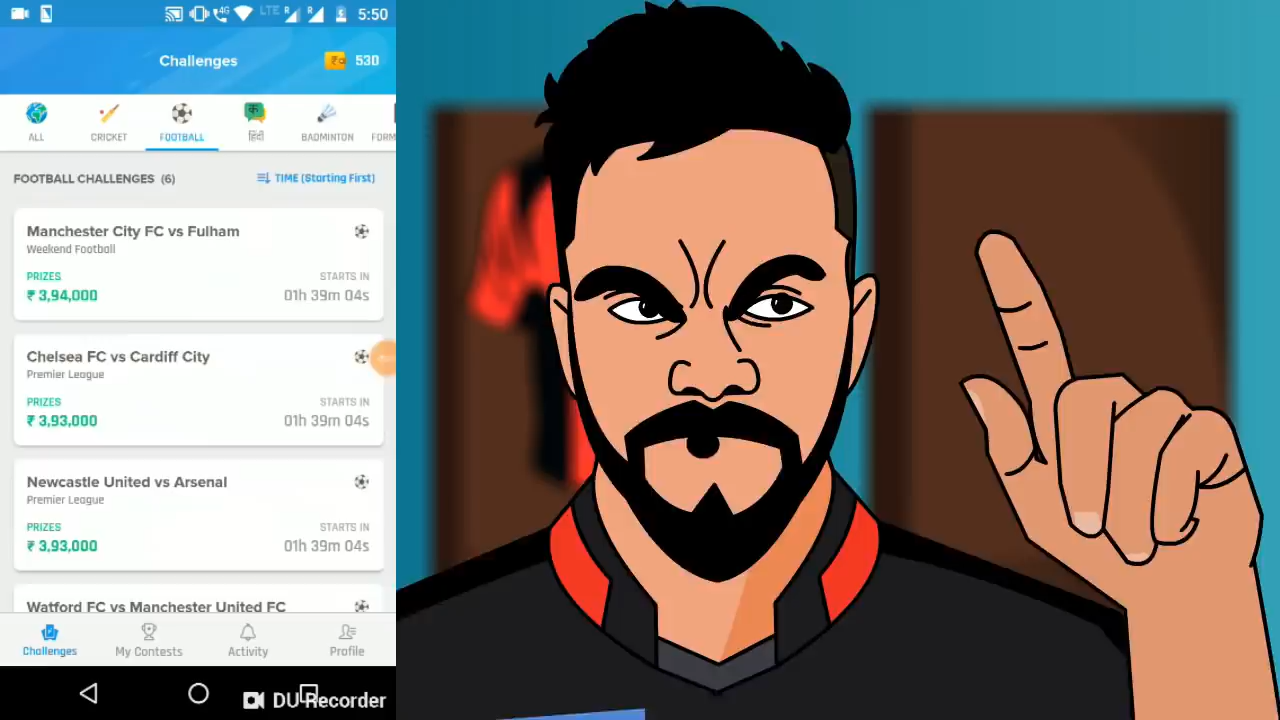 LTE 4G R R 5:50
Challenges ₹ 530
ALL CRICKET FOOTBALL हिंदी BADMINTON FORM
क
FOOTBALL CHALLENGES (6) TIME (Starting First)
Manchester City FC vs Fulham
Weekend Football
PRIZES STARTS IN
₹ 3,94,000 01h 39m 04s
Chelsea FC vs Cardiff City
Premier League
PRIZES STARTS IN
₹ 3,93,000 01h 39m 04s
Newcastle United vs Arsenal
Premier League
PRIZES STARTS IN
₹ 3,93,000 01h 39m 04s
Watford FC vs Manchester United FC
Challenges My Contests Activity Profile
DU Recorder